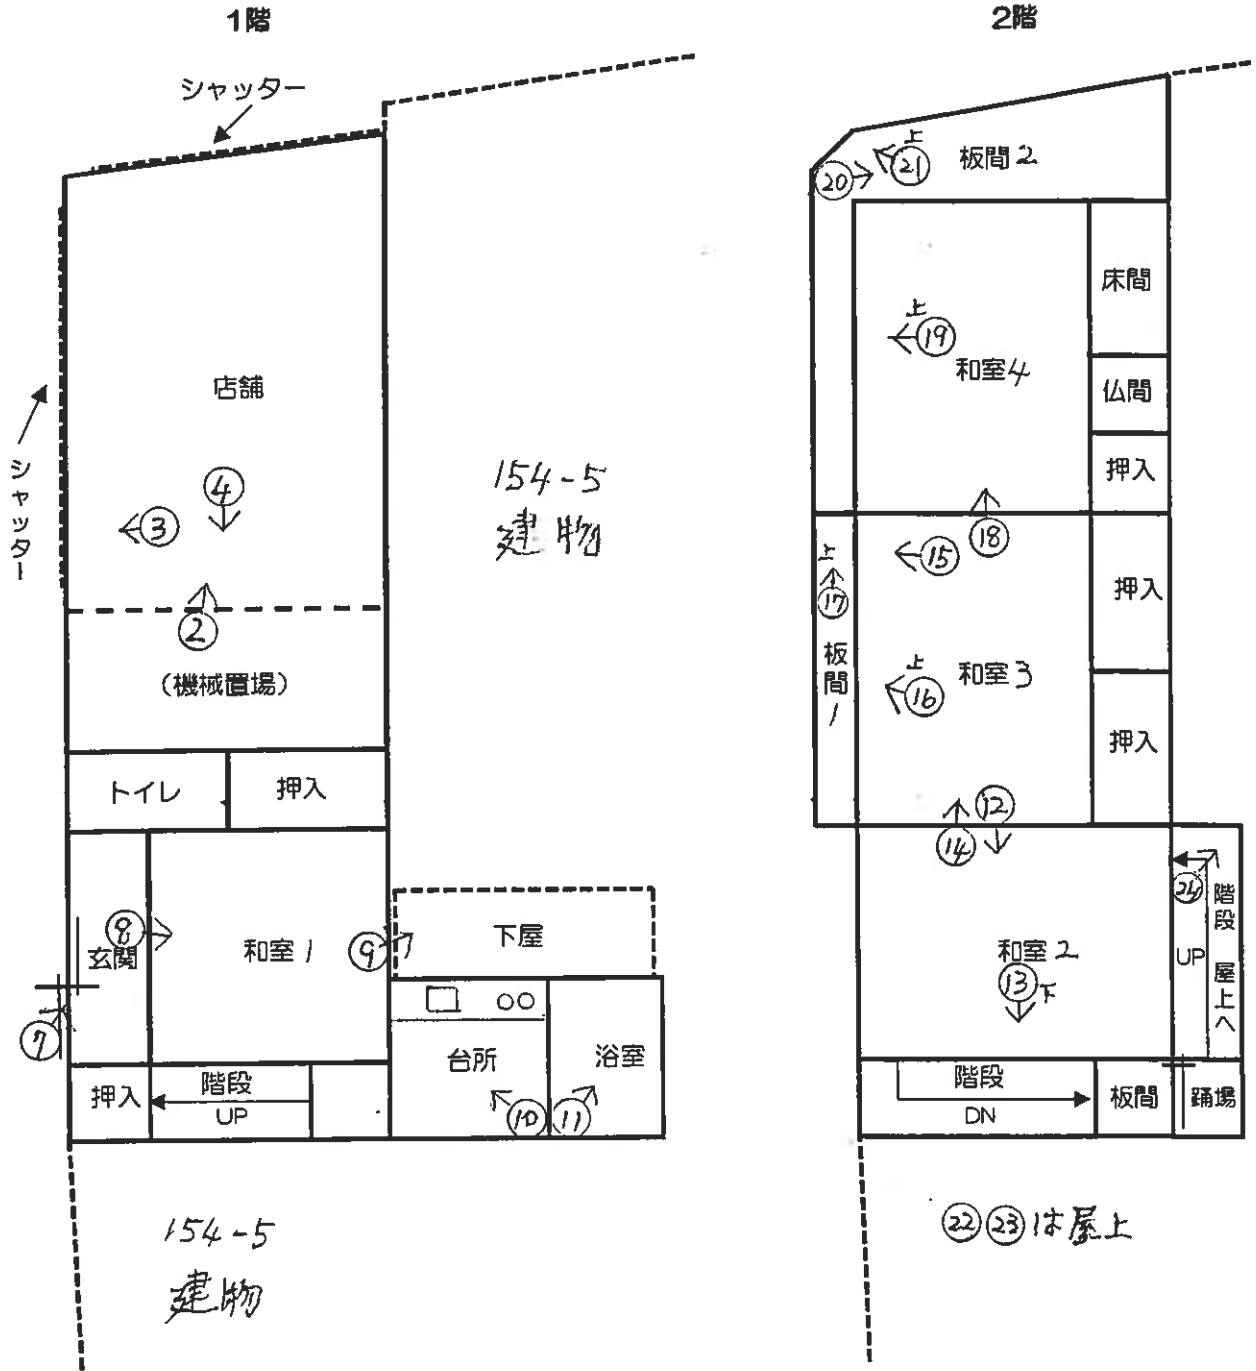 1階
シャッター
店舗
シャッター
④
③
②
(機械置場)
154-5
建物
トイレ
押入
⑧
玄関
和室1
⑨
下屋
⑦
台所
浴室
押入
階段
UP
⑩
⑪
154-5
建物
2階
上
⑳
㉑
板間2
床間
上
⑲
和室4
仏間
押入
⑱
上
⑰
⑮
押入
板間1
上
⑯
和室3
押入
⑫
⑭
㉔
階段 屋上へ
UP
和室2
⑬下
階段
DN
板間
踊場
㉒㉓は屋上